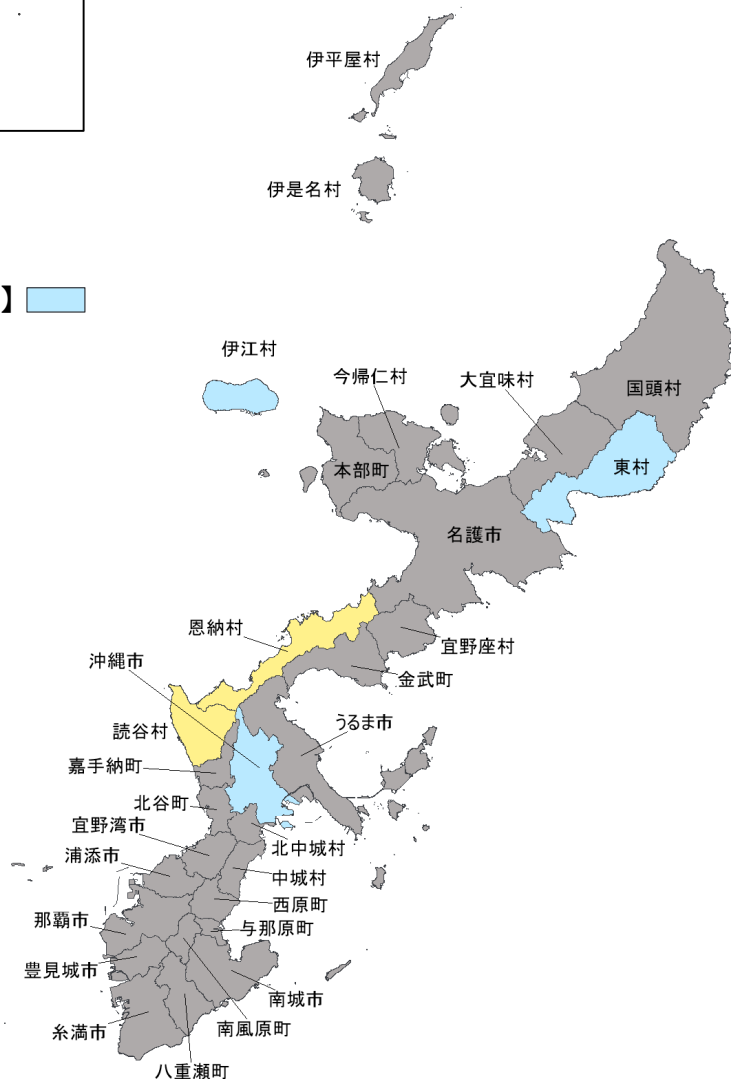 伊平屋村
伊是名村
】
伊江村
今帰仁村
大宜味村
国頭村
本部町
東村
名護市
恩納村
宜野座村
沖縄市
金武町
読谷村
うるま市
嘉手納町
北谷町
宜野湾市
北中城村
浦添市
中城村
西原町
那覇市
与那原町
豊見城市
南城市
糸満市
南風原町
八重瀬町